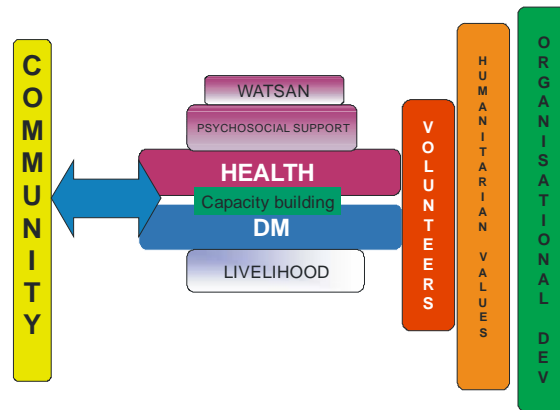 COMMUNITY
WATSAN
PSYCHOSOCIAL SUPPORT
HEALTH
Capacity building
DM
LIVELIHOOD
VOLUNTEERS
HUMANITARIAN VALUES
ORGANISATIONAL DEV